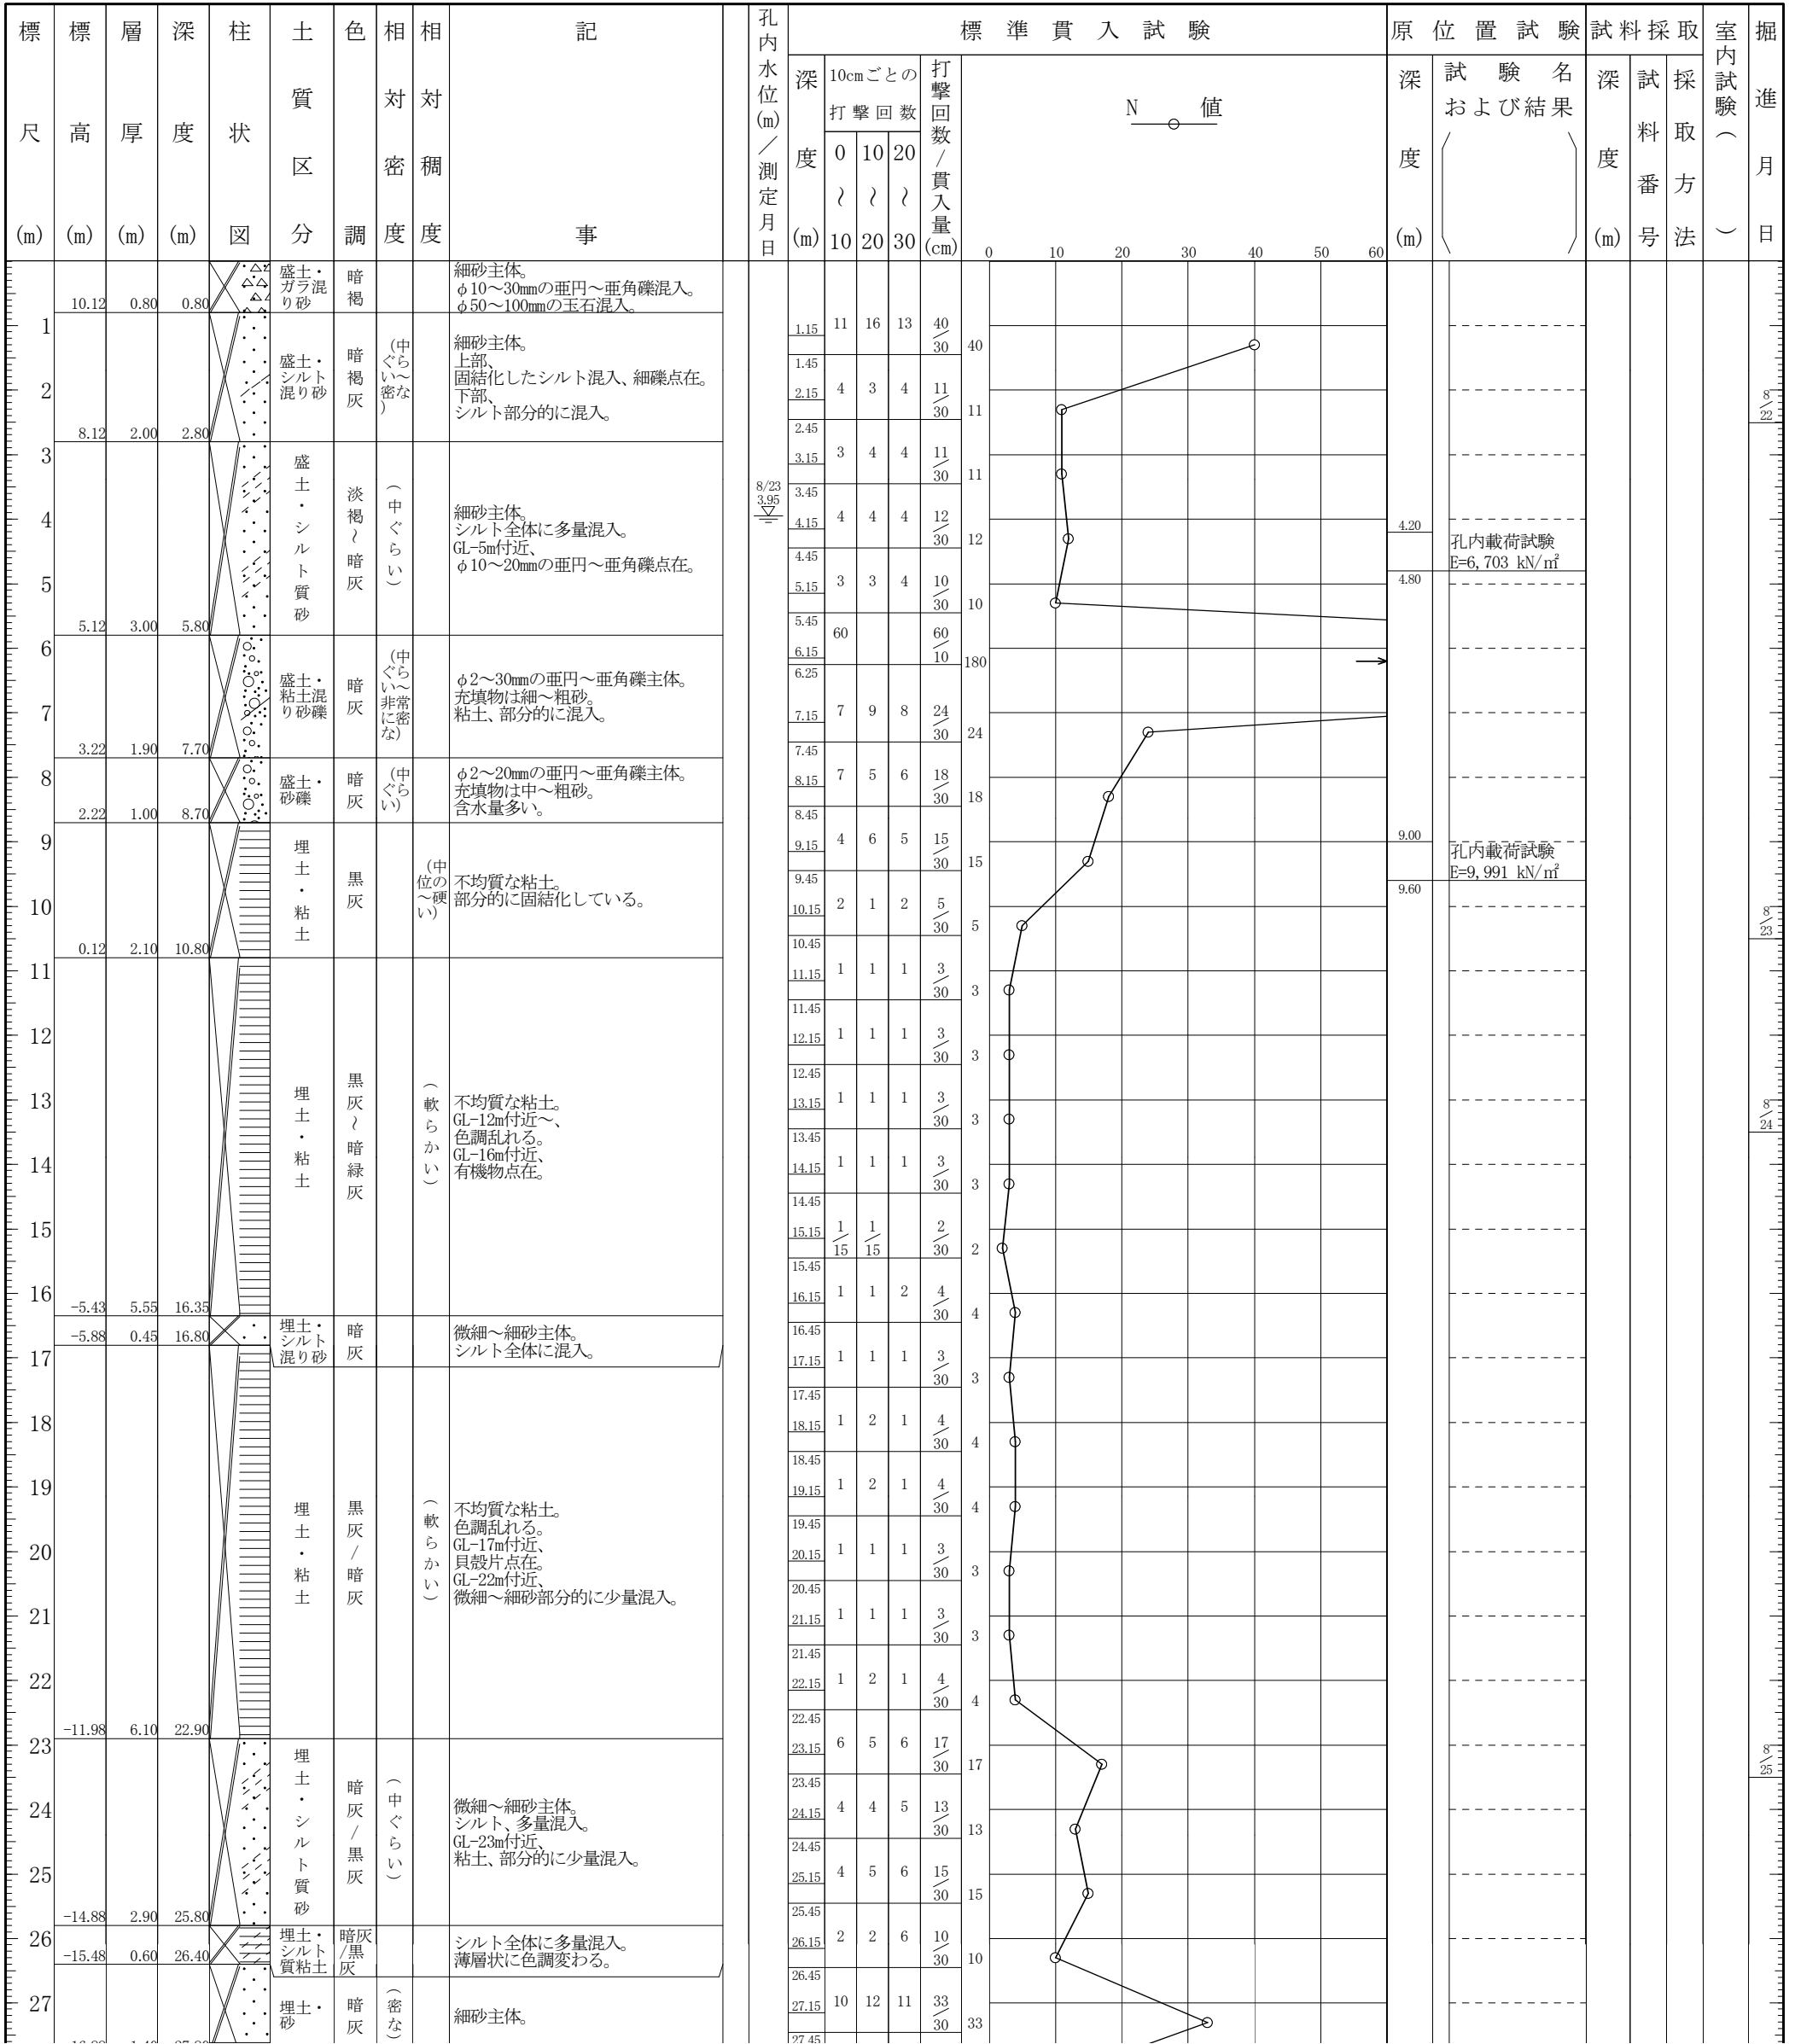 標尺(m) 標高(m) 層厚(m) 深度(m) 柱状図 土質区分 色調 相対密度 相対稠度 記事 孔内水位(m)／測定月日 標準貫入試験 原位置試験 試料採取 室内試験( ) 掘進月日
深度(m) 10cmごとの打撃回数 打撃回数/貫入量(cm) N 値 深度(m) 試験名および結果 深度(m) 試料番号 採取方法
0〜10 10〜20 20〜30 0 10 20 30 40 50 60
10.12 0.80 0.80 盛土・ガラ混り砂 暗褐
細砂主体。
φ10〜30mmの亜円〜亜角礫混入。
φ50〜100mmの玉石混入。
8.12 2.00 2.80 盛土・シルト混り砂 暗褐灰 (中ぐらい〜密な)
細砂主体。
上部、
固結化したシルト混入、細礫点在。
下部、
シルト部分的に混入。
5.12 3.00 5.80 盛土・シルト質砂 淡褐〜暗灰 (中ぐらい)
細砂主体。
シルト全体に多量混入。
GL-5m付近、
φ10〜20mmの亜円〜亜角礫点在。
3.22 1.90 7.70 盛土・粘土混り砂礫 暗灰 (中ぐらい〜非常に密な)
φ2〜30mmの亜円〜亜角礫主体。
充填物は細〜粗砂。
粘土、部分的に混入。
2.22 1.00 8.70 盛土・砂礫 暗灰 (中ぐらい)
φ2〜20mmの亜円〜亜角礫主体。
充填物は中〜粗砂。
含水量多い。
0.12 2.10 10.80 埋土・粘土 黒灰 (中位の〜硬い)
不均質な粘土。
部分的に固結化している。
-5.43 5.55 16.35 埋土・粘土 黒灰〜暗緑灰 (軟らかい)
不均質な粘土。
GL-12m付近〜、
色調乱れる。
GL-16m付近、
有機物点在。
-5.88 0.45 16.80 埋土・シルト混り砂 暗灰
微細〜細砂主体。
シルト全体に混入。
-11.98 6.10 22.90 埋土・粘土 黒灰/暗灰 (軟らかい)
不均質な粘土。
色調乱れる。
GL-17m付近、
貝殻片点在。
GL-22m付近、
微細〜細砂部分的に少量混入。
-14.88 2.90 25.80 埋土・シルト質砂 暗灰/黒灰 (中ぐらい)
微細〜細砂主体。
シルト、多量混入。
GL-23m付近、
粘土、部分的に少量混入。
-15.48 0.60 26.40 埋土・シルト質粘土 暗灰/黒灰
シルト全体に多量混入。
薄層状に色調変わる。
埋土・砂 暗灰 (密な)
細砂主体。
8/23
3.95
1 1.15 11 16 13 40/30 40
1.45
2 2.15 4 3 4 11/30 11 8/22
2.45
3 3.15 3 4 4 11/30 11
3.45
4 4.15 4 4 4 12/30 12
4.45
5 5.15 3 3 4 10/30 10
5.45
6 6.15 60 60/10 180
6.25
7 7.15 7 9 8 24/30 24
7.45
8 8.15 7 5 6 18/30 18
8.45
9 9.15 4 6 5 15/30 15
9.45
10 10.15 2 1 2 5/30 5 8/23
10.45
11 11.15 1 1 1 3/30 3
11.45
12 12.15 1 1 1 3/30 3
12.45
13 13.15 1 1 1 3/30 3 8/24
13.45
14 14.15 1 1 1 3/30 3
14.45
15 15.15 1/15 1/15 2/30 2
15.45
16 16.15 1 1 2 4/30 4
16.45
17 17.15 1 1 1 3/30 3
17.45
18 18.15 1 2 1 4/30 4
18.45
19 19.15 1 2 1 4/30 4
19.45
20 20.15 1 1 1 3/30 3
20.45
21 21.15 1 1 1 3/30 3
21.45
22 22.15 1 2 1 4/30 4
22.45
23 23.15 6 5 6 17/30 17 8/25
23.45
24 24.15 4 4 5 13/30 13
24.45
25 25.15 4 5 6 15/30 15
25.45
26 26.15 2 2 6 10/30 10
26.45
27 27.15 10 12 11 33/30 33
27.45
4.20
孔内載荷試験
E=6,703 kN/㎡
4.80
9.00
孔内載荷試験
E=9,991 kN/㎡
9.60